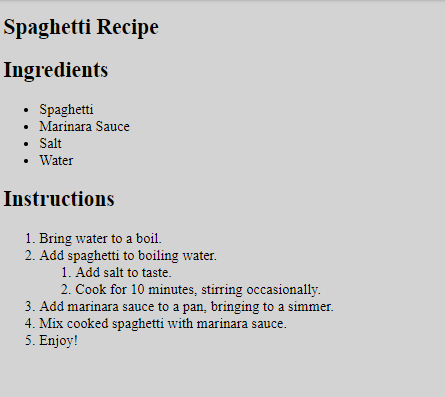 Spaghetti Recipe
Ingredients
• Spaghetti
• Marinara Sauce
• Salt
• Water
Instructions
1. Bring water to a boil.
2. Add spaghetti to boiling water.
1. Add salt to taste.
2. Cook for 10 minutes, stirring occasionally.
3. Add marinara sauce to a pan, bringing to a simmer.
4. Mix cooked spaghetti with marinara sauce.
5. Enjoy!